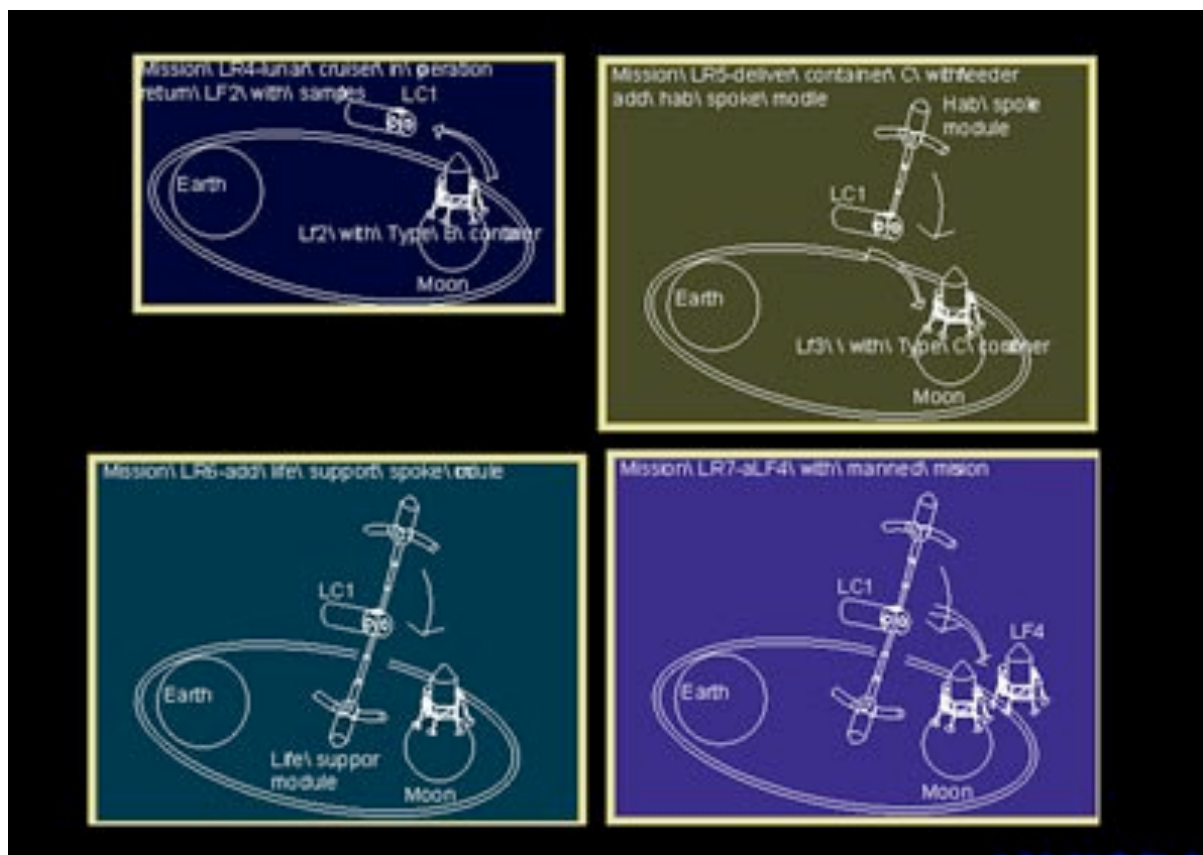 Mission\ LR4-lunar\ cruiser\ in\ operation
return\ LF2\ with\ samples
LC1
Earth
Lf2\ with\ Type\ B\ container
Moon
Mission\ LR5-deliver\ container\ C\ with\feeder
add\ hab\ spoke\ modle
Hab\ spoke
module
LC1
Earth
Lf3\ \ with\ Type\ C\ container
Moon
Mission\ LR6-add\ life\ support\ spoke\ module
LC1
Earth
Life\ suppor
module
Moon
Mission\ LR7-aLF4\ with\ manned\ mision
LC1
LF4
Earth
Moon